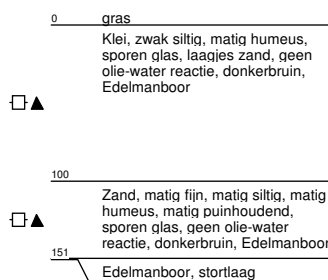 0 gras
Klei, zwak siltig, matig humeus,
sporen glas, laagjes zand, geen
olie-water reactie, donkerbruin,
Edelmanboor
100
Zand, matig fijn, matig siltig, matig
humeus, matig puinhoudend,
sporen glas, geen olie-water
reactie, donkerbruin, Edelmanboor
151
Edelmanboor, stortlaag